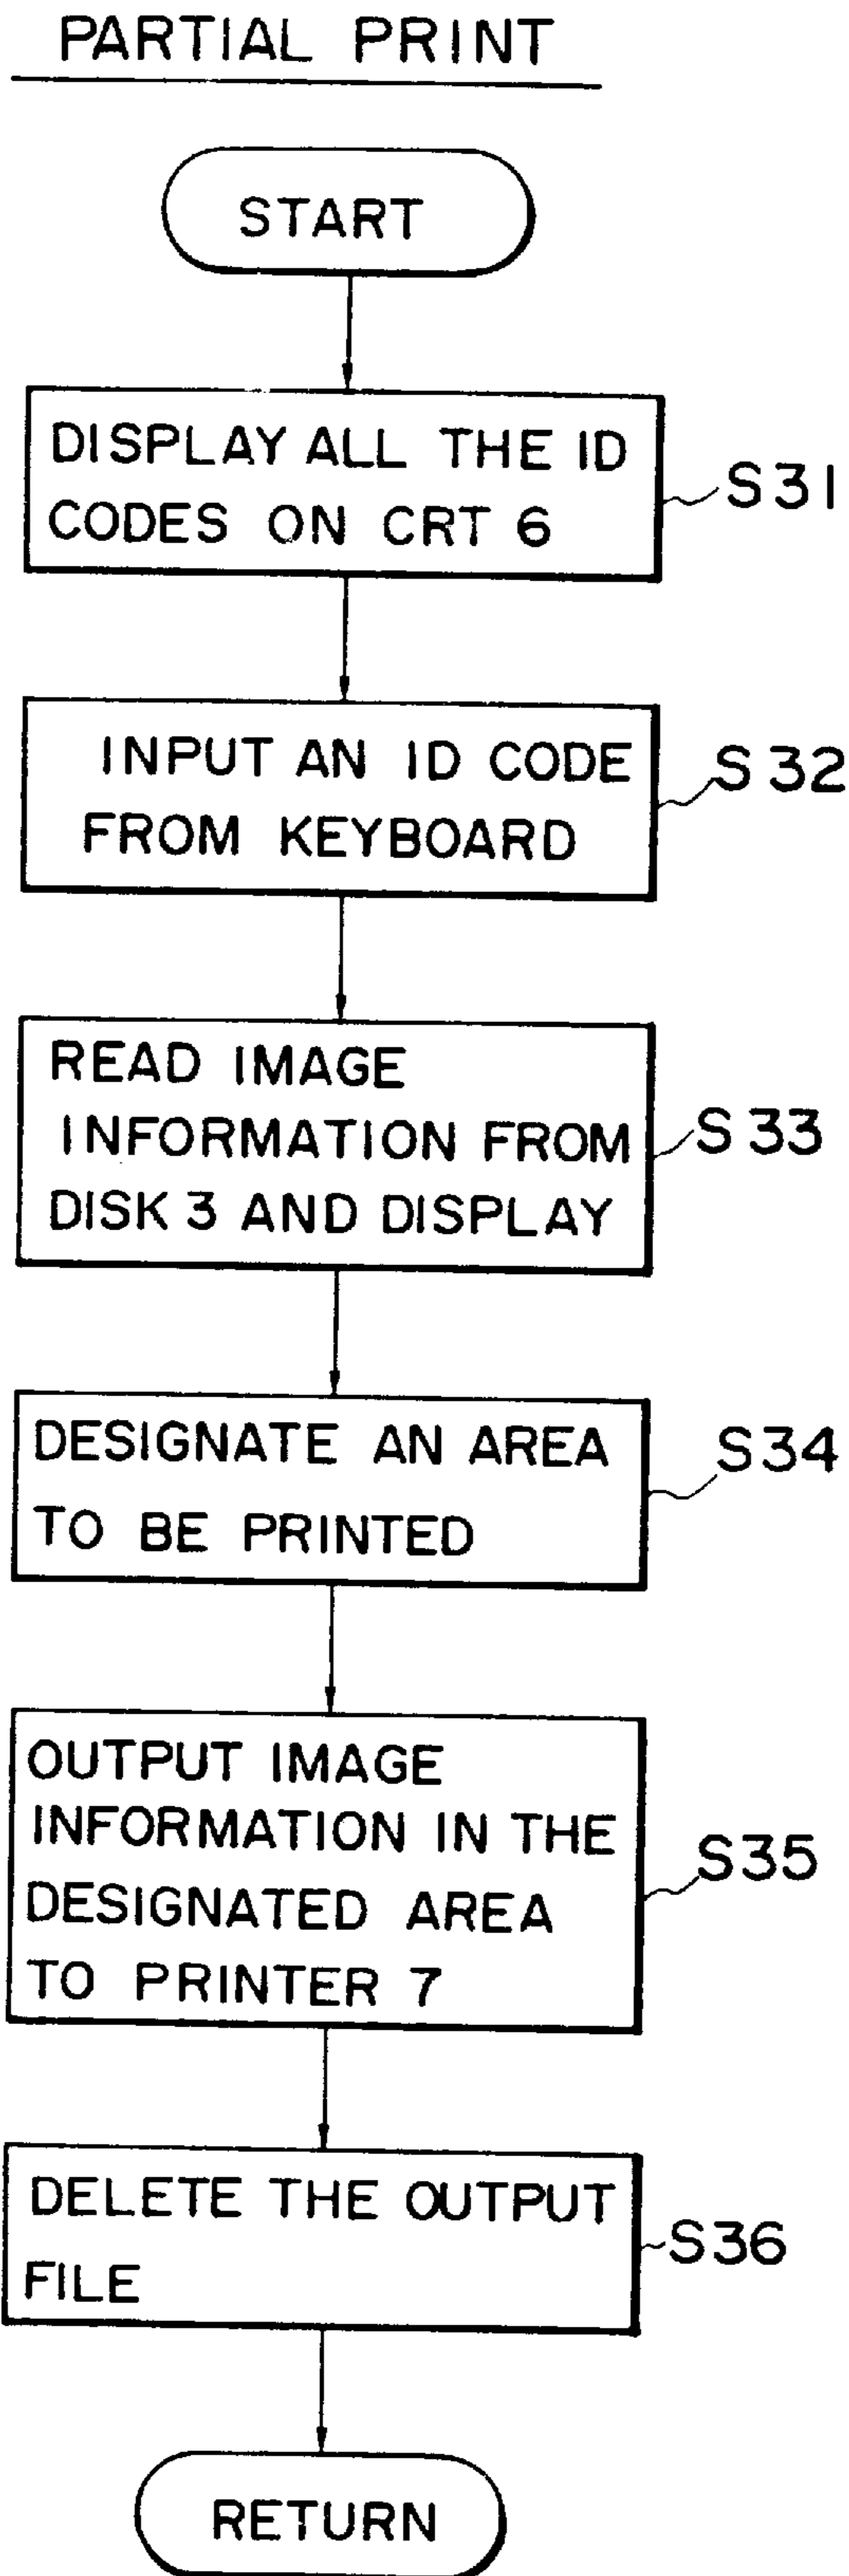 PARTIAL PRINT
START
DISPLAY ALL THE ID
CODES ON CRT 6
S31
INPUT AN ID CODE
FROM KEYBOARD
S32
READ IMAGE
INFORMATION FROM
DISK 3 AND DISPLAY
S33
DESIGNATE AN AREA
TO BE PRINTED
S34
OUTPUT IMAGE
INFORMATION IN THE
DESIGNATED AREA
TO PRINTER 7
S35
DELETE THE OUTPUT
FILE
S36
RETURN